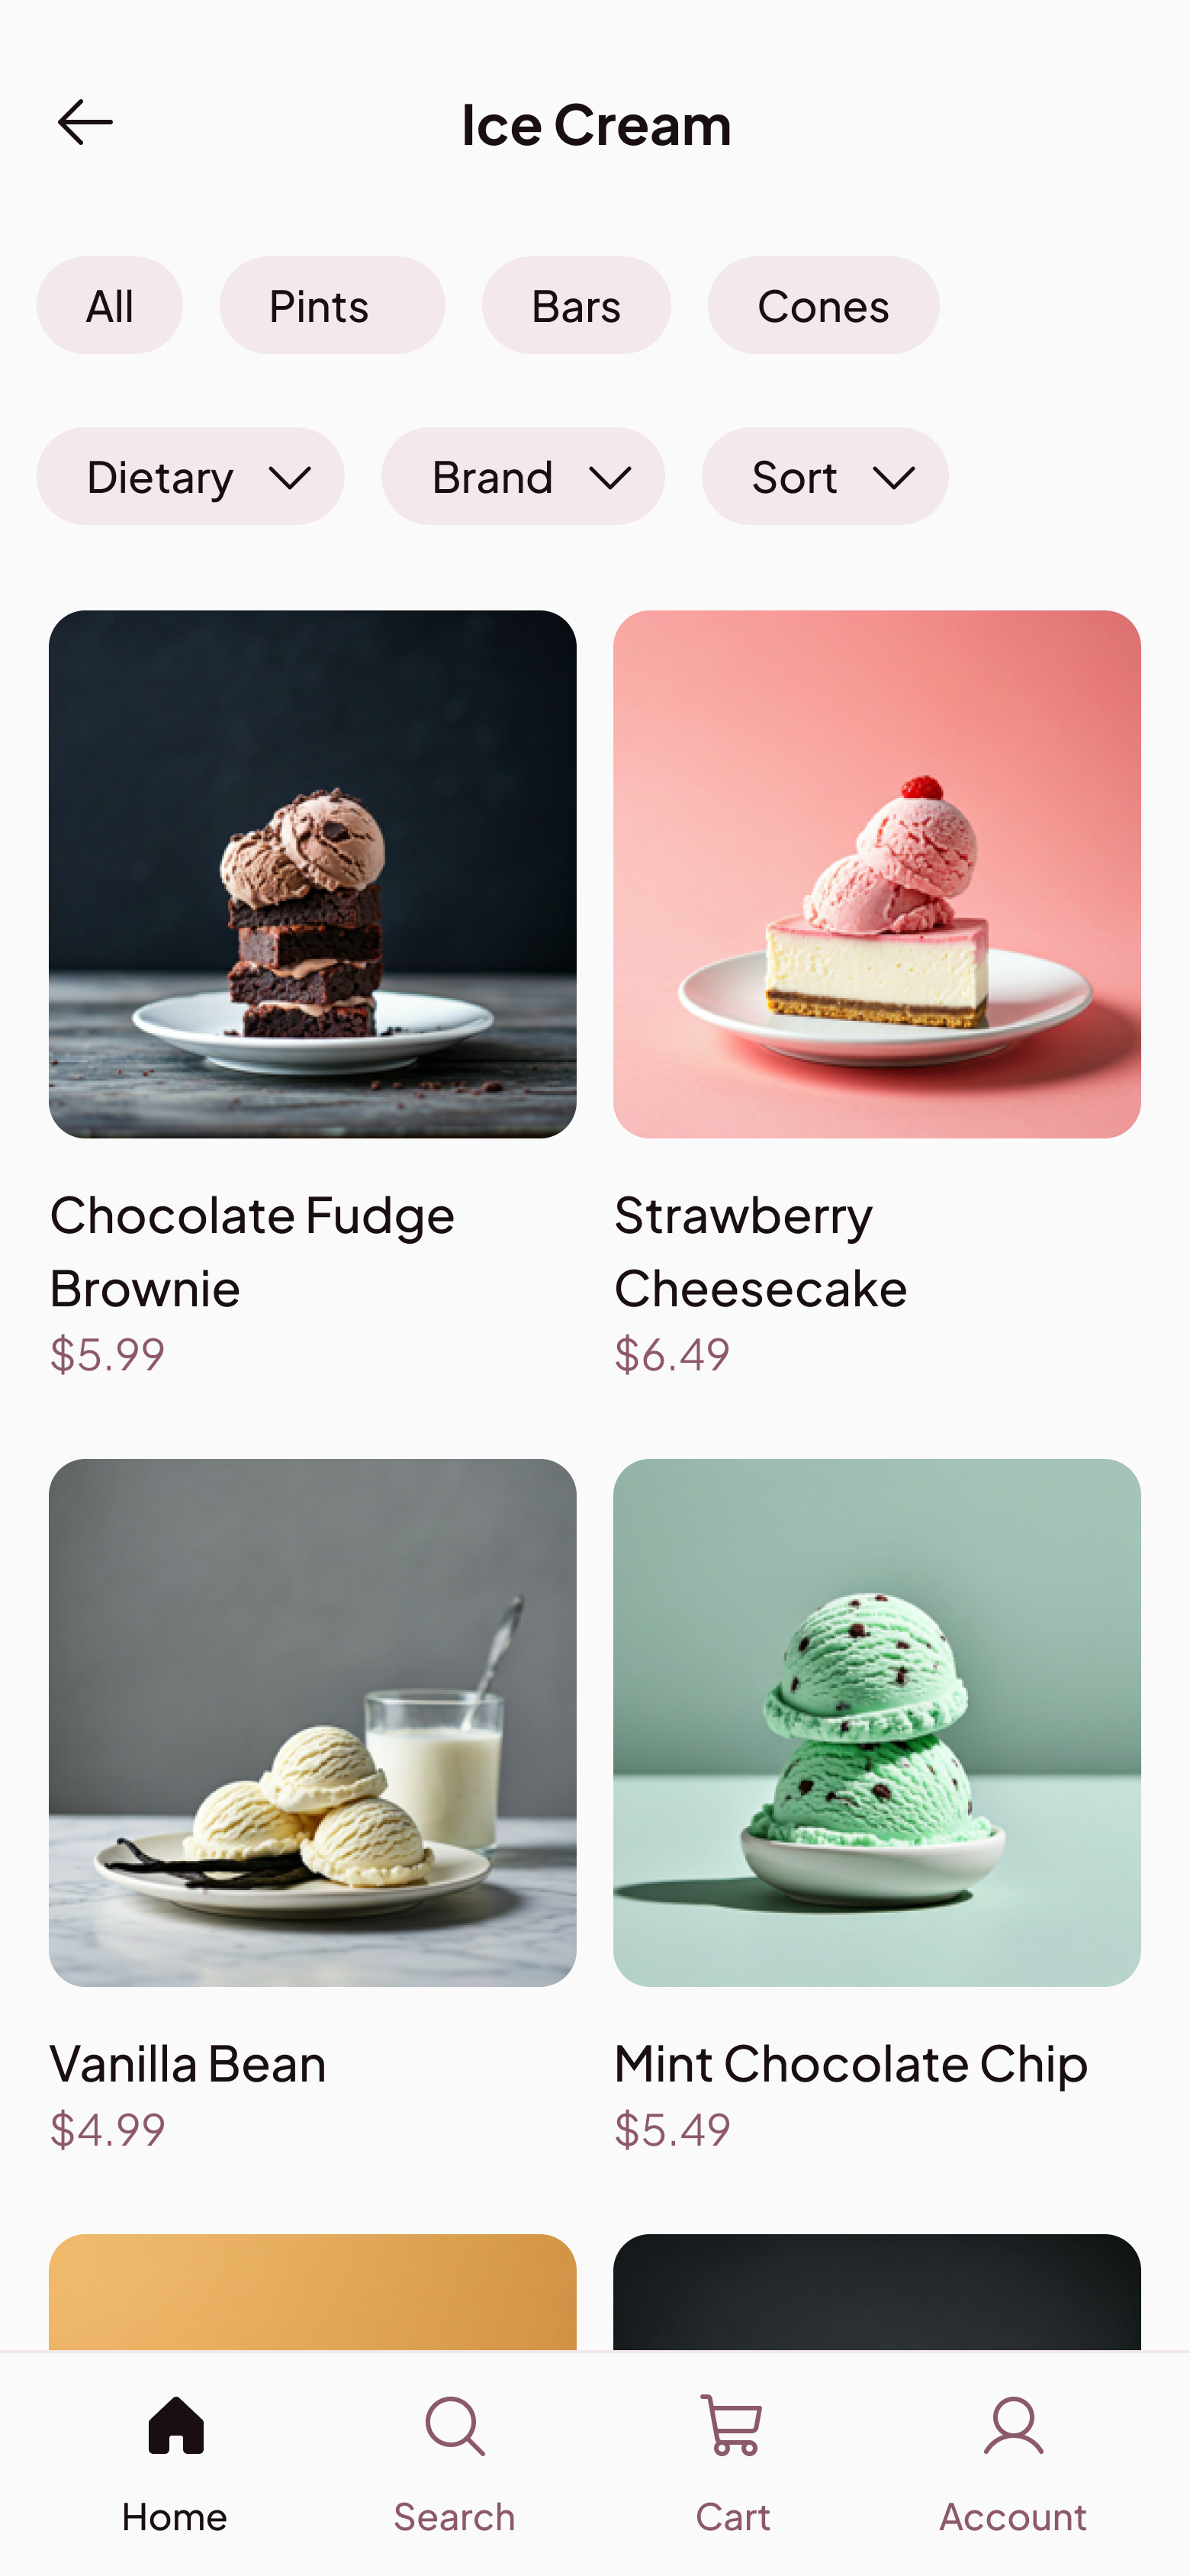 Ice Cream
All Pints Bars Cones
Dietary Brand Sort
Chocolate Fudge
Brownie
$5.99
Strawberry
Cheesecake
$6.49
Vanilla Bean
$4.99
Mint Chocolate Chip
$5.49
Home Search Cart Account